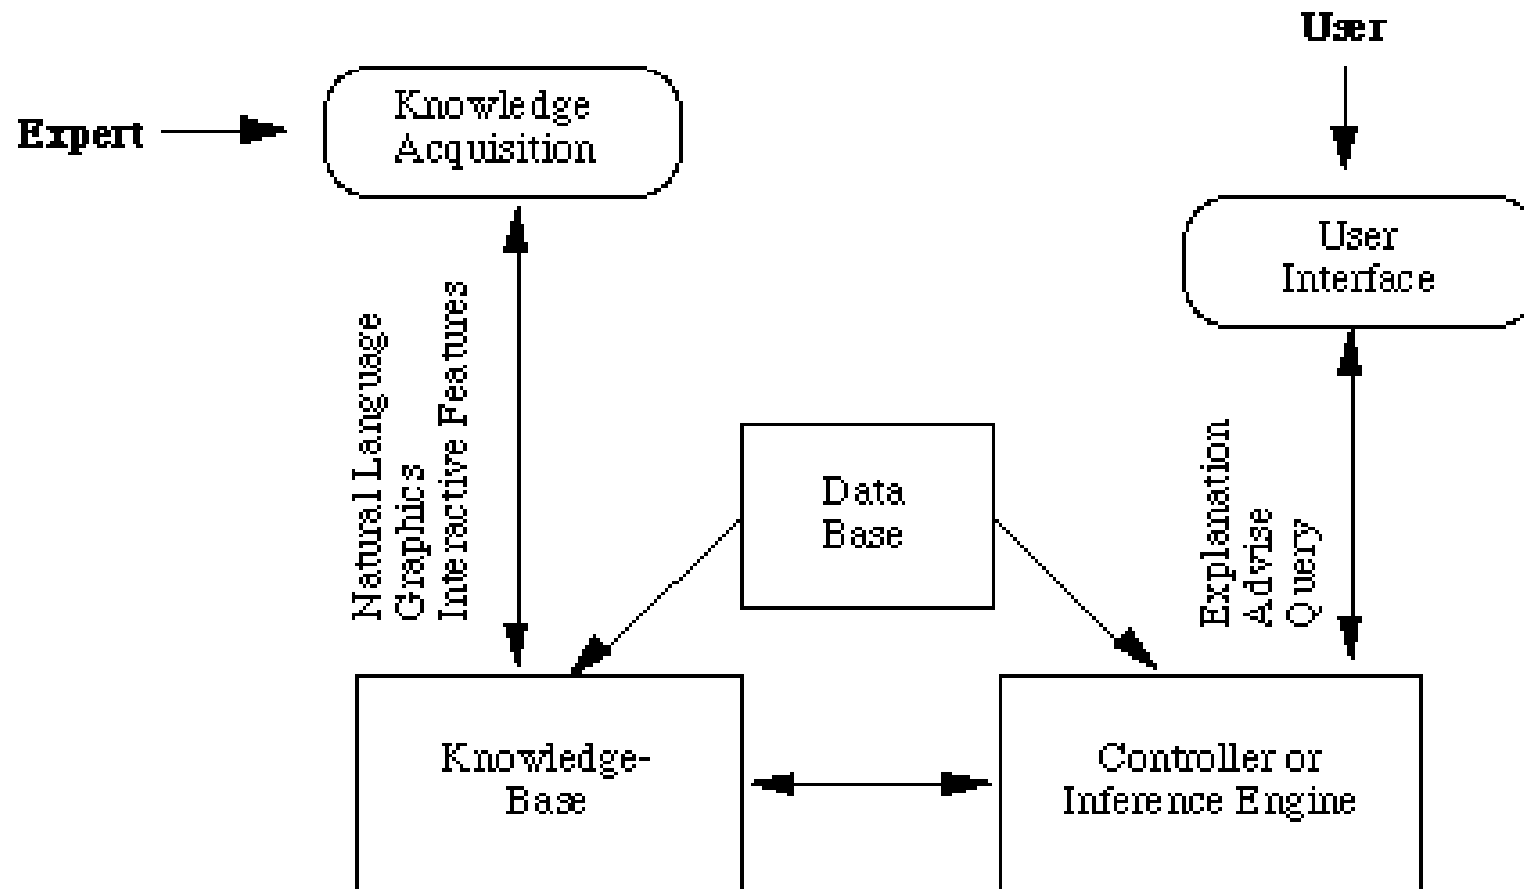 User
Expert
Knowledge
Acquisition
User
Interface
Natural Language
Graphics
Interactive Features
Data
Base
Explanation
Advise
Query
Knowledge-
Base
Controller or
Inference Engine